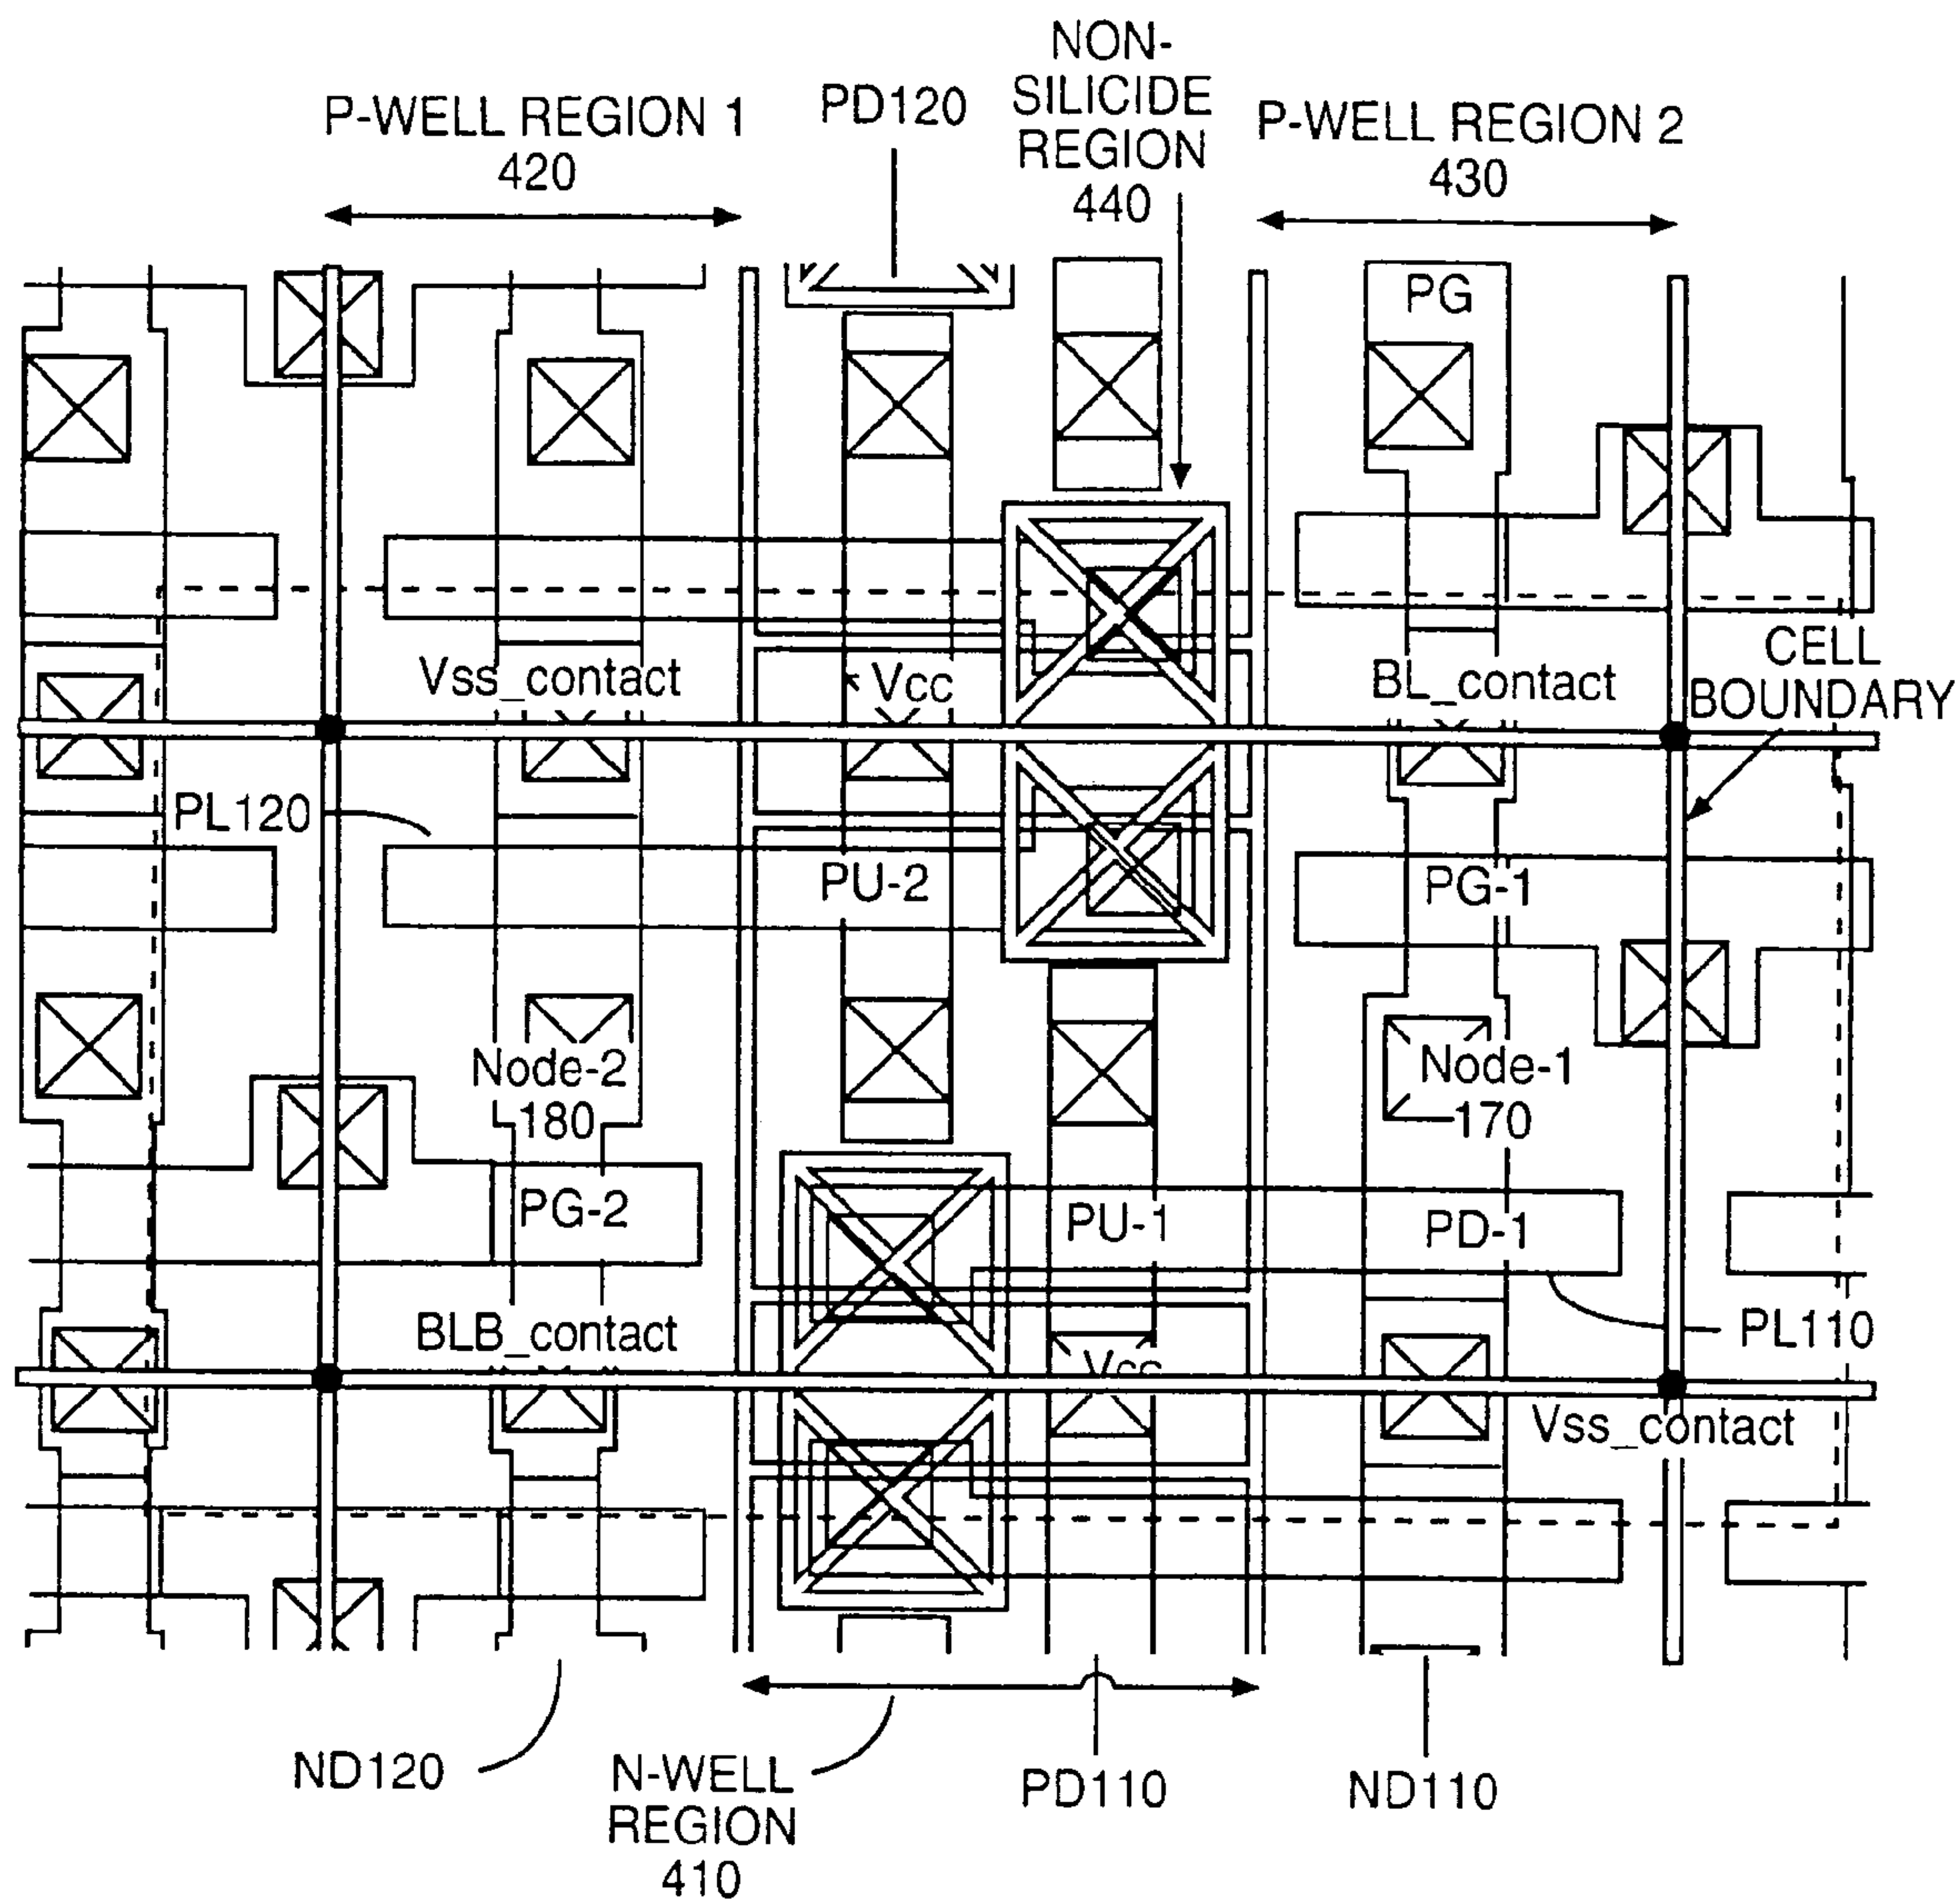 NON-
SILICIDE
REGION
440
P-WELL REGION 1
420
PD120
P-WELL REGION 2
430
PG
Vss_contact
Vcc
BL_contact
CELL
BOUNDARY
PL120
PU-2
PG-1
Node-2
180
Node-1
170
PG-2
PU-1
PD-1
BLB_contact
Vcc
PL110
Vss_contact
ND120
N-WELL
REGION
410
PD110
ND110